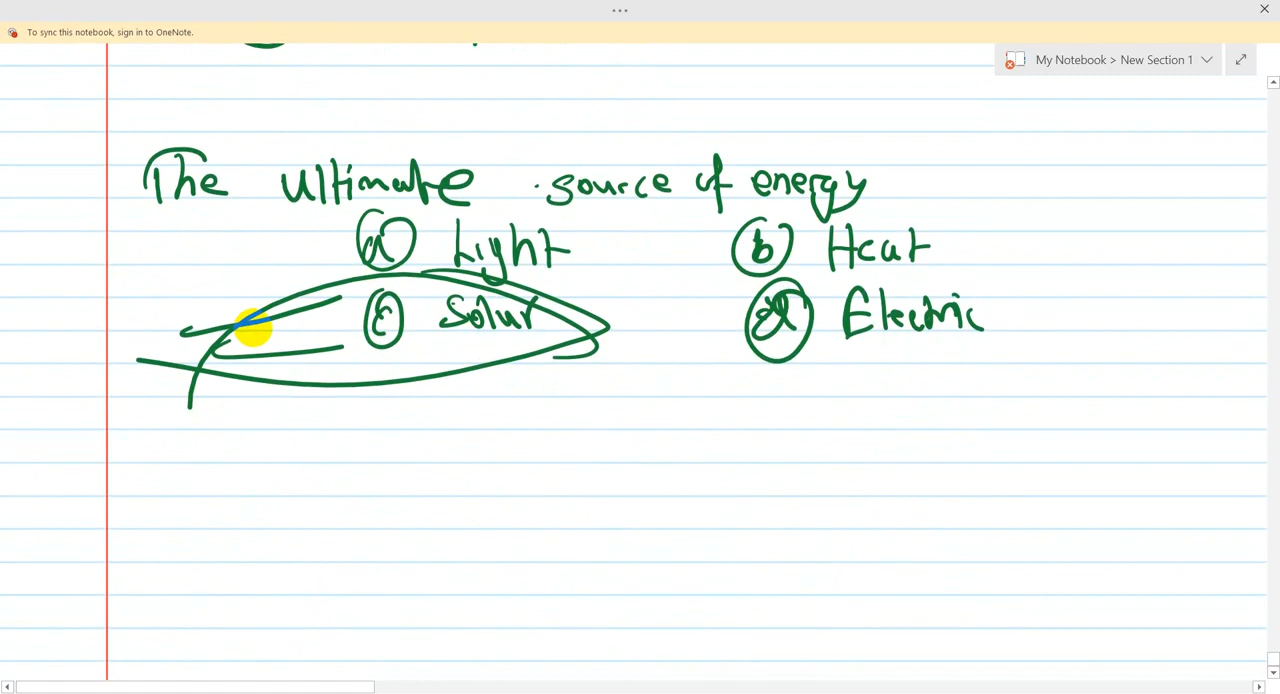 To sync this notebook, sign in to OneNote.
My Notebook > New Section 1
The ultimate source of energy
(a) Light (b) Heat
(c) Solar (d) Electric